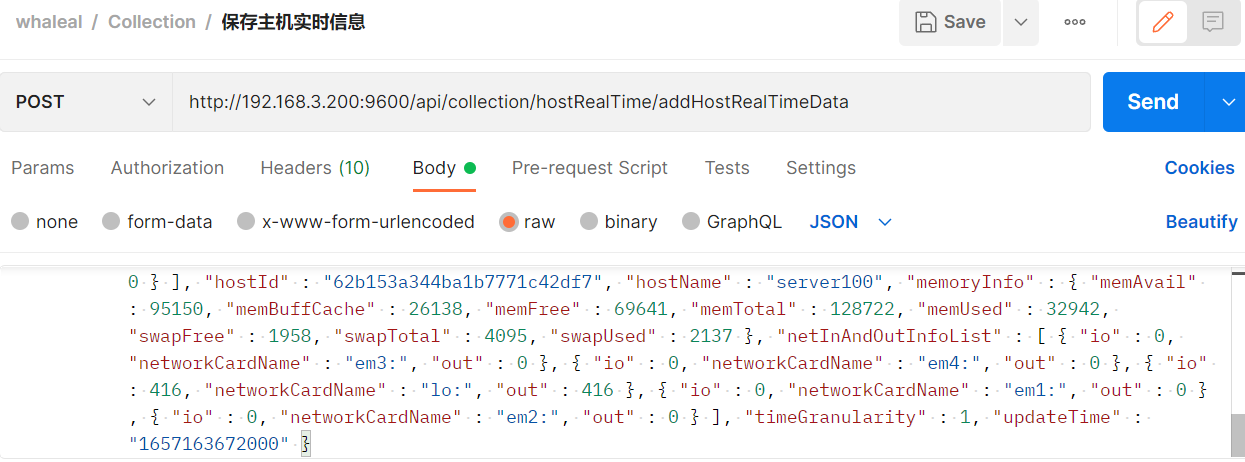 whaleal / Collection / 保存主机实时信息 Save ooo
POST http://192.168.3.200:9600/api/collection/hostRealTime/addHostRealTimeData Send
Params Authorization Headers (10) Body Pre-request Script Tests Settings Cookies
none form-data x-www-form-urlencoded raw binary GraphQL JSON Beautify
0 } ], "hostId" : "62b153a344ba1b7771c42df7", "hostName" : "server100", "memoryInfo" : { "memAvail"
: 95150, "memBuffCache" : 26138, "memFree" : 69641, "memTotal" : 128722, "memUsed" : 32942,
"swapFree" : 1958, "swapTotal" : 4095, "swapUsed" : 2137 }, "netInAndOutInfoList" : [ { "io" : 0,
"networkCardName" : "em3:", "out" : 0 }, { "io" : 0, "networkCardName" : "em4:", "out" : 0 }, { "io"
: 416, "networkCardName" : "lo:", "out" : 416 }, { "io" : 0, "networkCardName" : "em1:", "out" : 0 }
, { "io" : 0, "networkCardName" : "em2:", "out" : 0 } ], "timeGranularity" : 1, "updateTime" :
"1657163672000" }